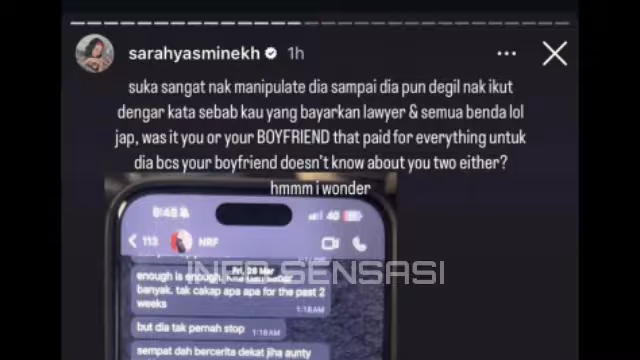 sarahyasminekh 1h
suka sangat nak manipulate dia sampai dia pun degil nak ikut
dengar kata sebab kau yang bayarkan lawyer & semua benda lol
jap, was it you or your BOYFRIEND that paid for everything untuk
dia bcs your boyfriend doesn't know about you two either?
hmmm i wonder
8:48 4G
113 NRF
Fri, 29 Mar
enough is enough.
INFO SENSASI
banyak. tak cakap apa apa for the past 2
weeks
1:18 AM
but dia tak pernah stop 1:18 AM
sempat dah bercerita dekat jiha aunty